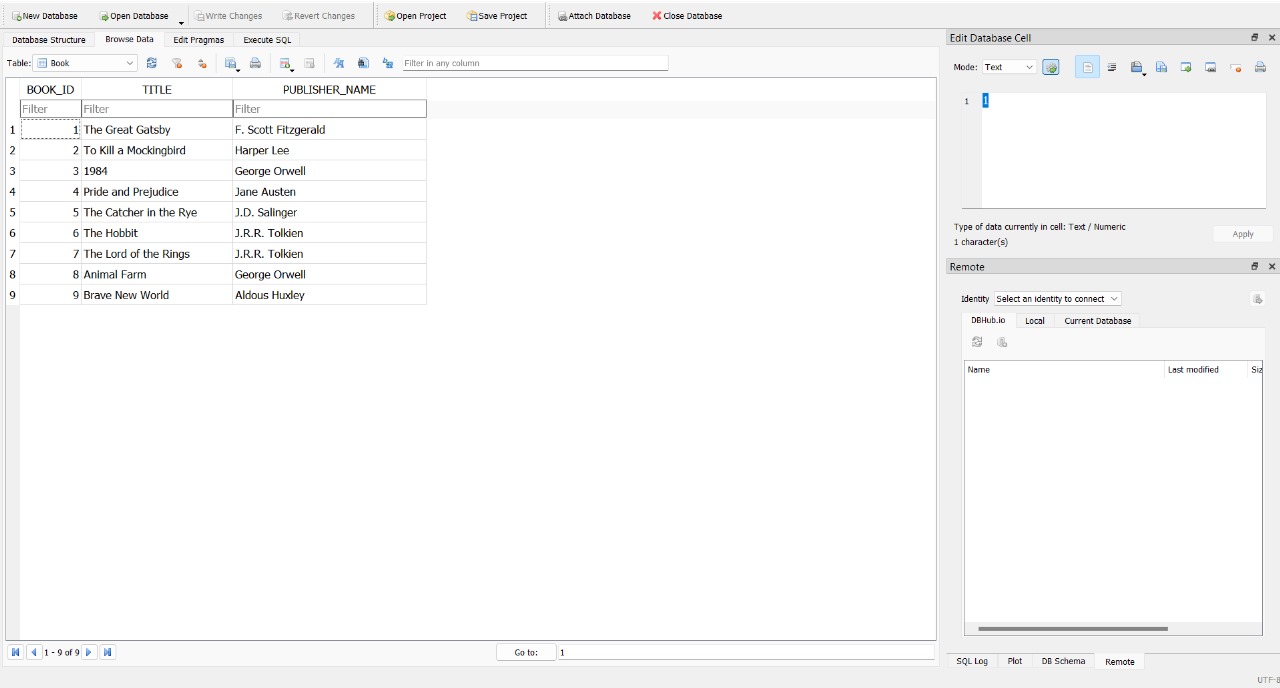 New Database Open Database Write Changes Revert Changes Open Project Save Project Attach Database Close Database
Database Structure Browse Data Edit Pragmas Execute SQL
Table: Book Filter in any column
BOOK_ID TITLE PUBLISHER_NAME
Filter Filter Filter
1 1 The Great Gatsby F. Scott Fitzgerald
2 2 To Kill a Mockingbird Harper Lee
3 3 1984 George Orwell
4 4 Pride and Prejudice Jane Austen
5 5 The Catcher in the Rye J.D. Salinger
6 6 The Hobbit J.R.R. Tolkien
7 7 The Lord of the Rings J.R.R. Tolkien
8 8 Animal Farm George Orwell
9 9 Brave New World Aldous Huxley
1 - 9 of 9 Go to: 1
Edit Database Cell
Mode: Text
1 1
Type of data currently in cell: Text / Numeric
1 character(s)
Apply
Remote
Identity Select an identity to connect
DBHub.io Local Current Database
Name Last modified Siz
SQL Log Plot DB Schema Remote
UTF-8